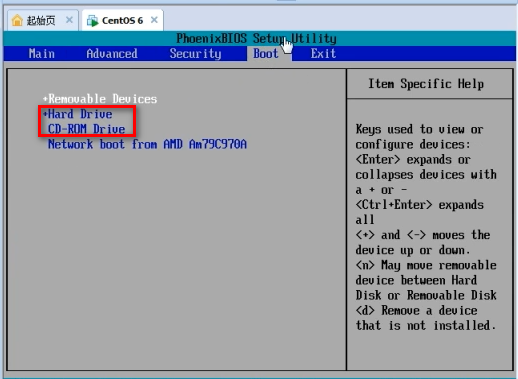 起始页 × CentOS 6 ×
PhoenixBIOS Setup Utility
Main Advanced Security Boot Exit
+Removable Devices
+Hard Drive
CD-ROM Drive
Network boot from AMD Am79C970A
Item Specific Help
Keys used to view or
configure devices:
<Enter> expands or
collapses devices with
a + or -
<Ctrl+Enter> expands
all
<+> and <-> moves the
device up or down.
<n> May move removable
device between Hard
Disk or Removable Disk
<d> Remove a device
that is not installed.